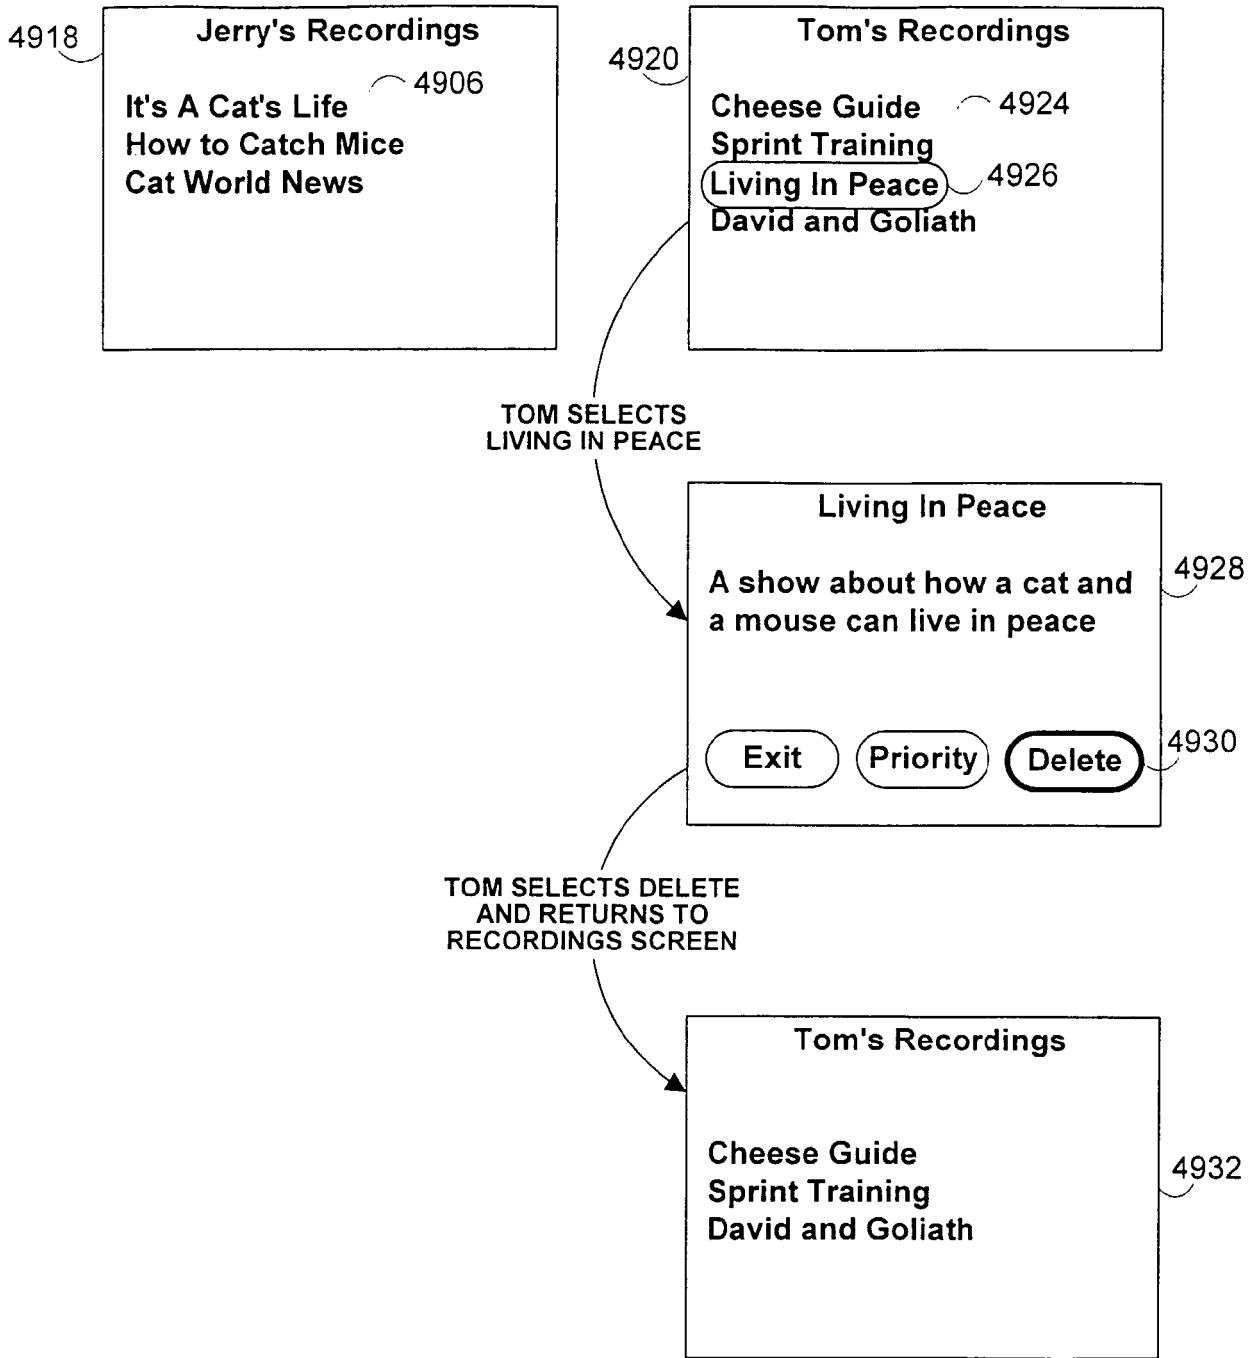 4918
Jerry's Recordings
4906
It's A Cat's Life
How to Catch Mice
Cat World News
4920
Tom's Recordings
Cheese Guide
4924
Sprint Training
Living In Peace
4926
David and Goliath
TOM SELECTS
LIVING IN PEACE
Living In Peace
4928
A show about how a cat and
a mouse can live in peace
Exit
Priority
Delete
4930
TOM SELECTS DELETE
AND RETURNS TO
RECORDINGS SCREEN
Tom's Recordings
Cheese Guide
4932
Sprint Training
David and Goliath